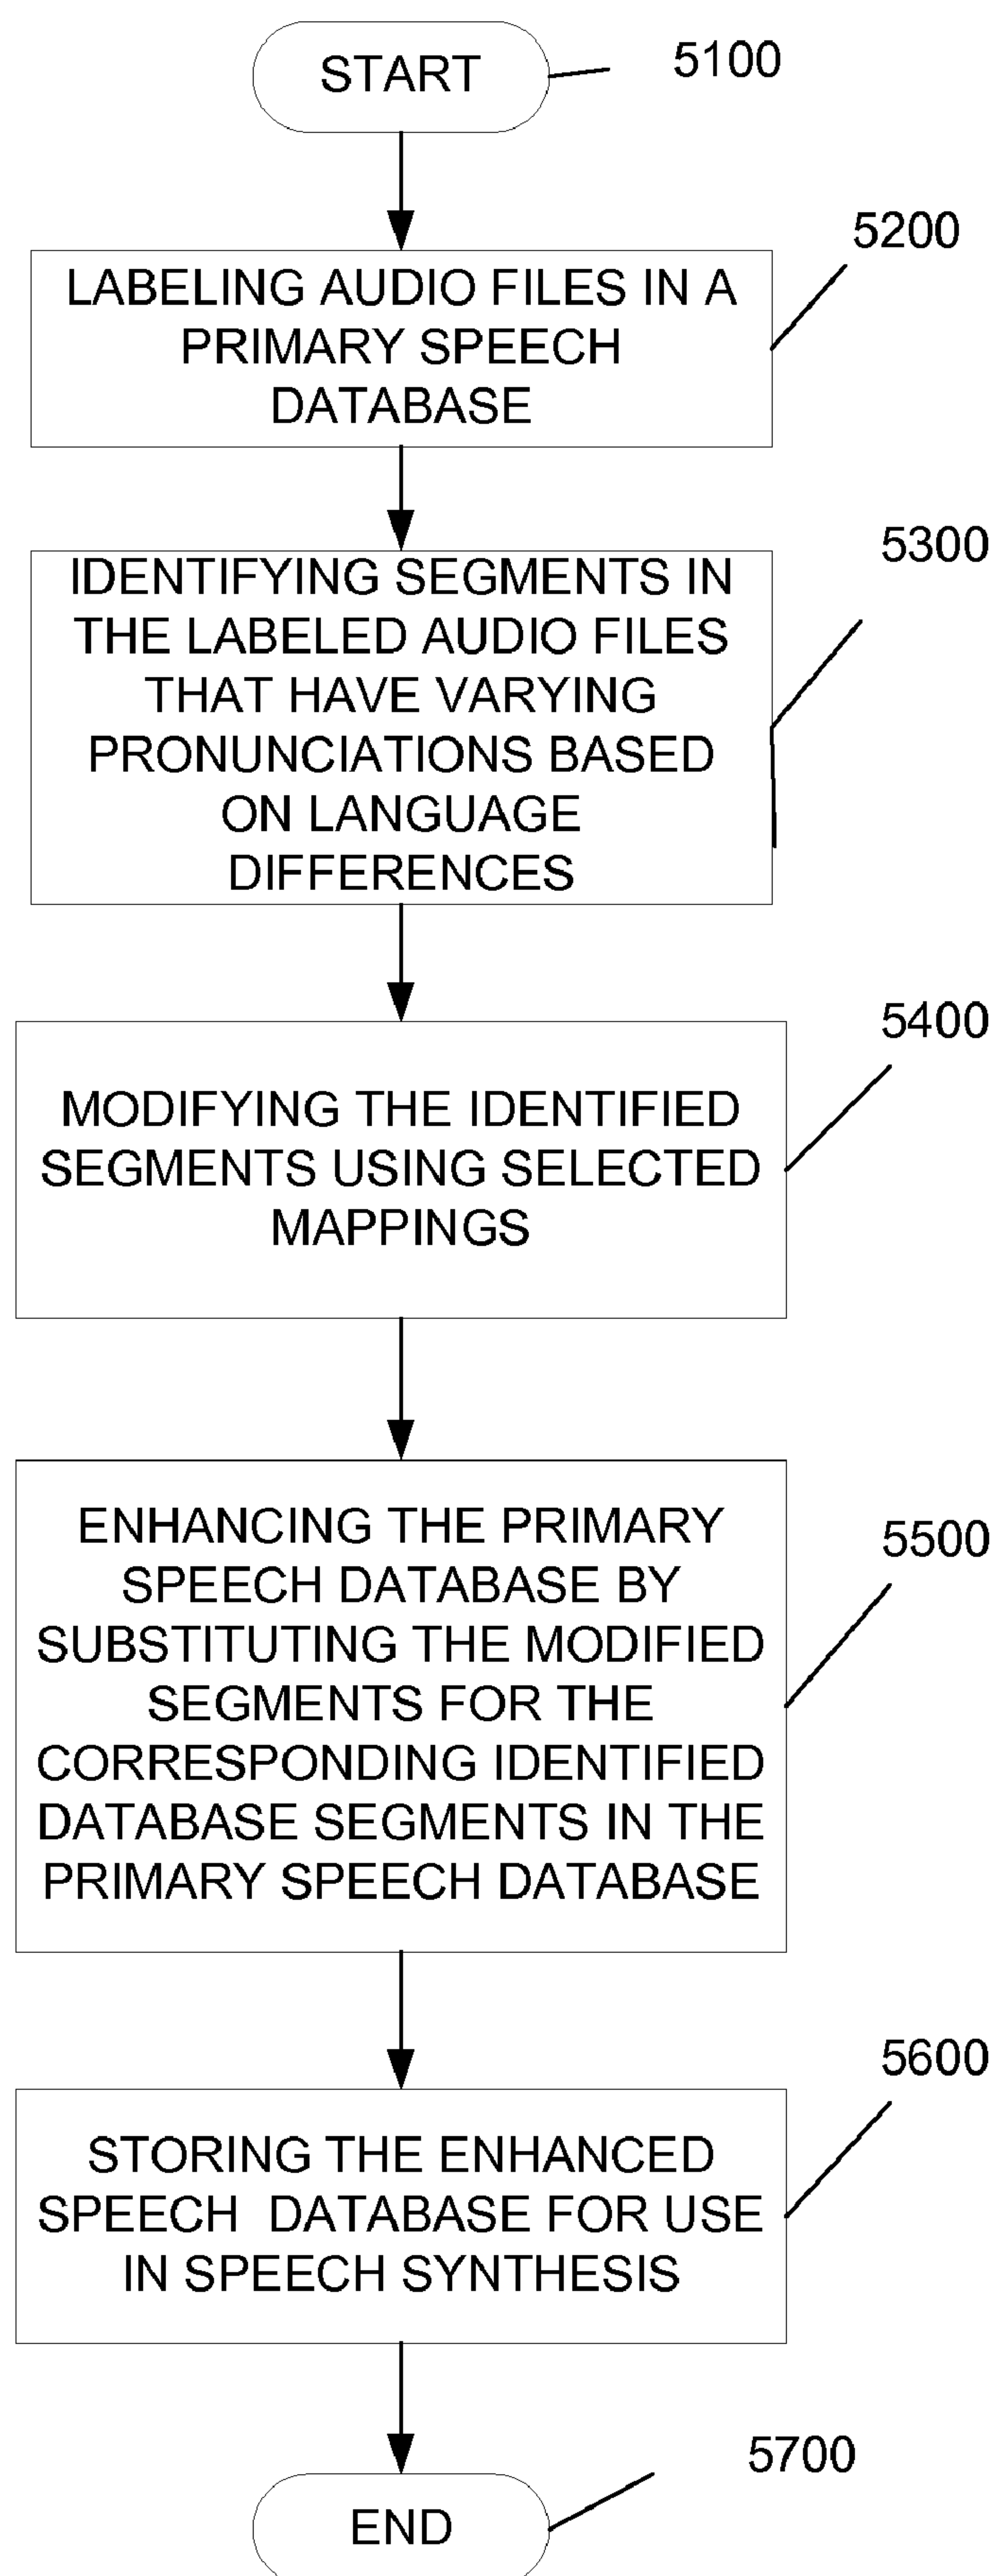 START
5100
5200
LABELING AUDIO FILES IN A
PRIMARY SPEECH
DATABASE
5300
IDENTIFYING SEGMENTS IN
THE LABELED AUDIO FILES
THAT HAVE VARYING
PRONUNCIATIONS BASED
ON LANGUAGE
DIFFERENCES
5400
MODIFYING THE IDENTIFIED
SEGMENTS USING SELECTED
MAPPINGS
5500
ENHANCING THE PRIMARY
SPEECH DATABASE BY
SUBSTITUTING THE MODIFIED
SEGMENTS FOR THE
CORRESPONDING IDENTIFIED
DATABASE SEGMENTS IN THE
PRIMARY SPEECH DATABASE
5600
STORING THE ENHANCED
SPEECH DATABASE FOR USE
IN SPEECH SYNTHESIS
5700
END